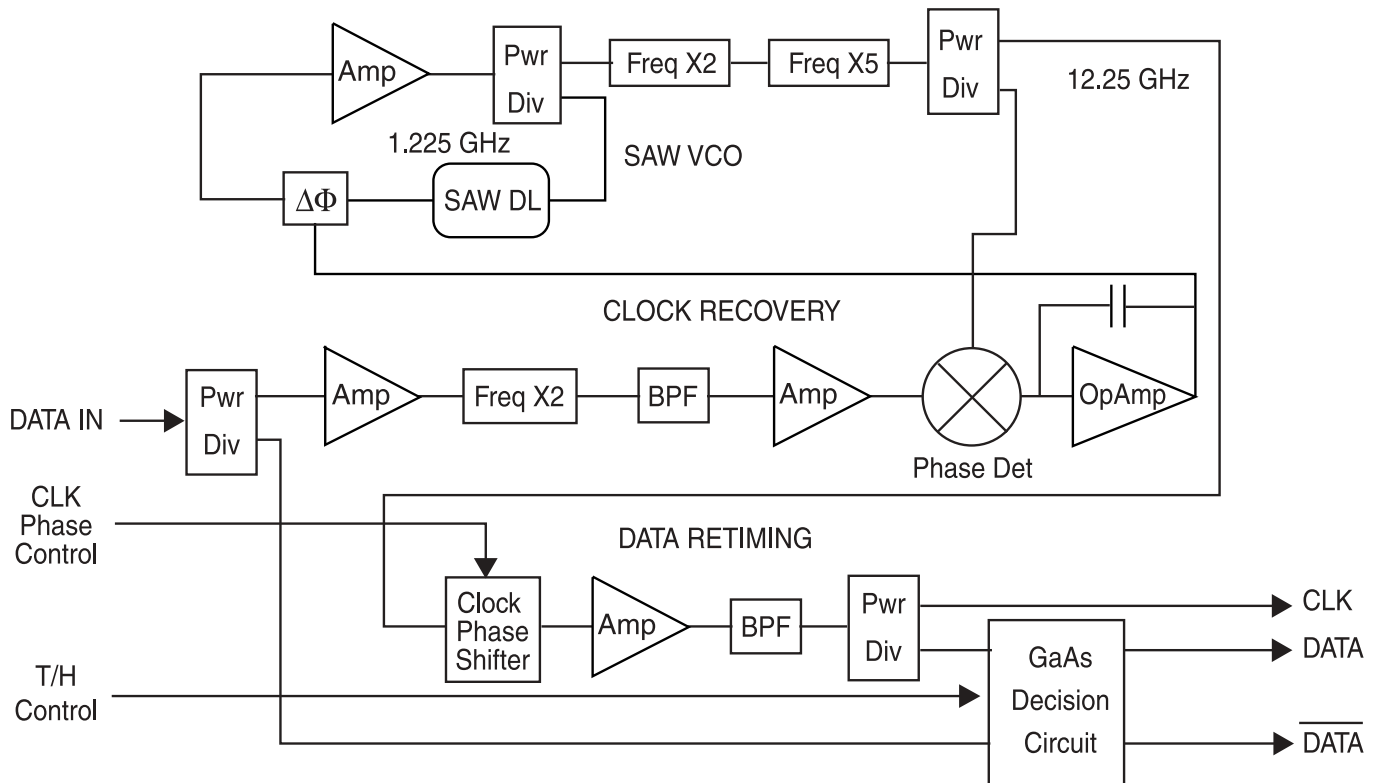 Amp
Pwr
Div
Freq X2
Freq X5
Pwr
Div
12.25 GHz
1.225 GHz
SAW VCO
ΔΦ
SAW DL
CLOCK RECOVERY
DATA IN
Pwr
Div
Amp
Freq X2
BPF
Amp
Phase Det
OpAmp
CLK
Phase
Control
DATA RETIMING
Clock
Phase
Shifter
Amp
BPF
Pwr
Div
CLK
DATA
T/H
Control
GaAs
Decision
Circuit
D̅A̅T̅A̅